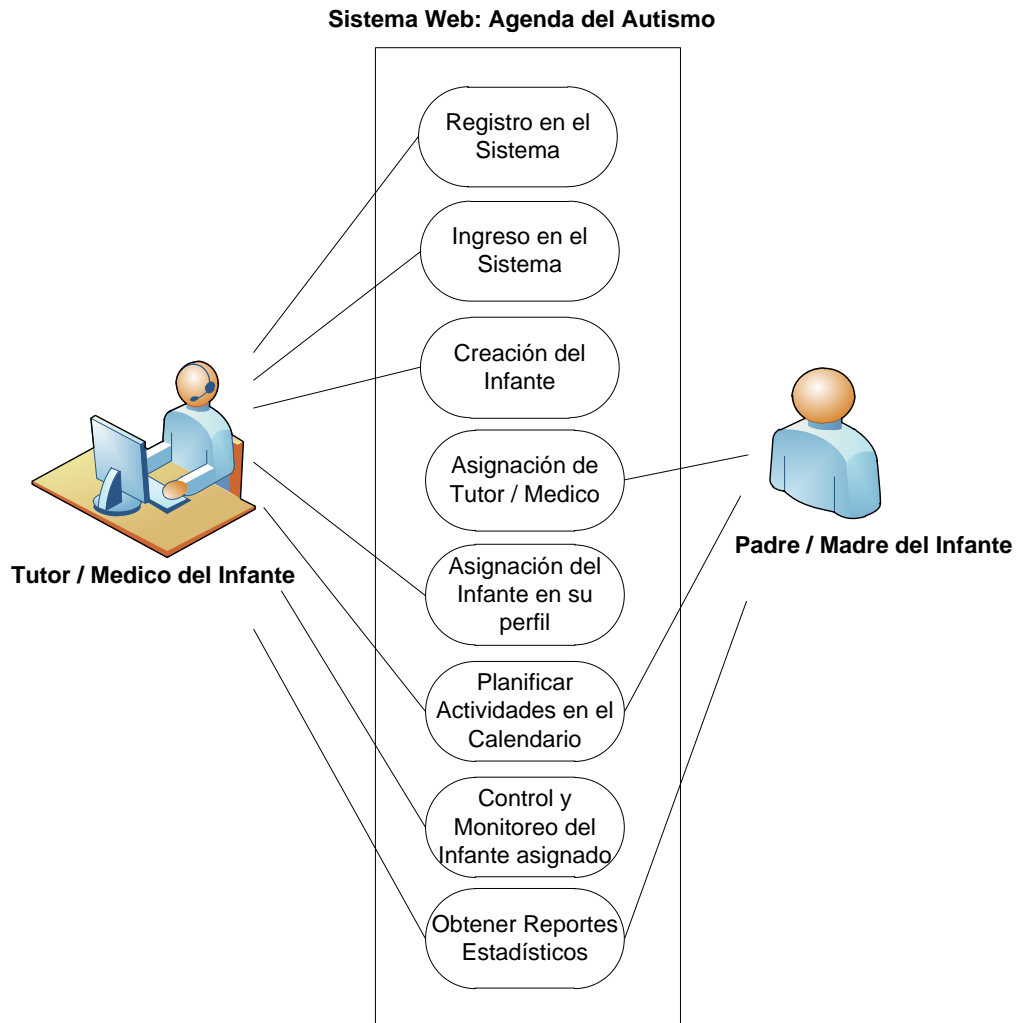 Sistema Web: Agenda del Autismo
Registro en el
Sistema
Ingreso en el
Sistema
Creación del
Infante
Asignación de
Tutor / Medico
Padre / Madre del Infante
Tutor / Medico del Infante
Asignación del
Infante en su
perfil
Planificar
Actividades en el
Calendario
Control y
Monitoreo del
Infante asignado
Obtener Reportes
Estadísticos